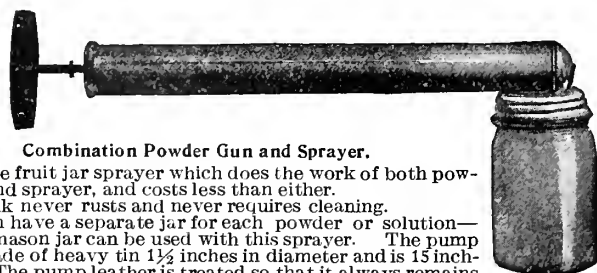 Combination Powder Gun and Sprayer.
e fruit jar sprayer which does the work of both pow-
nd sprayer, and costs less than either.
k never rusts and never requires cleaning.
n have a separate jar for each powder or solution—
mason jar can be used with this sprayer. The pump
de of heavy tin 1½ inches in diameter and is 15 inch-
The pump leather is treated so that it always remains